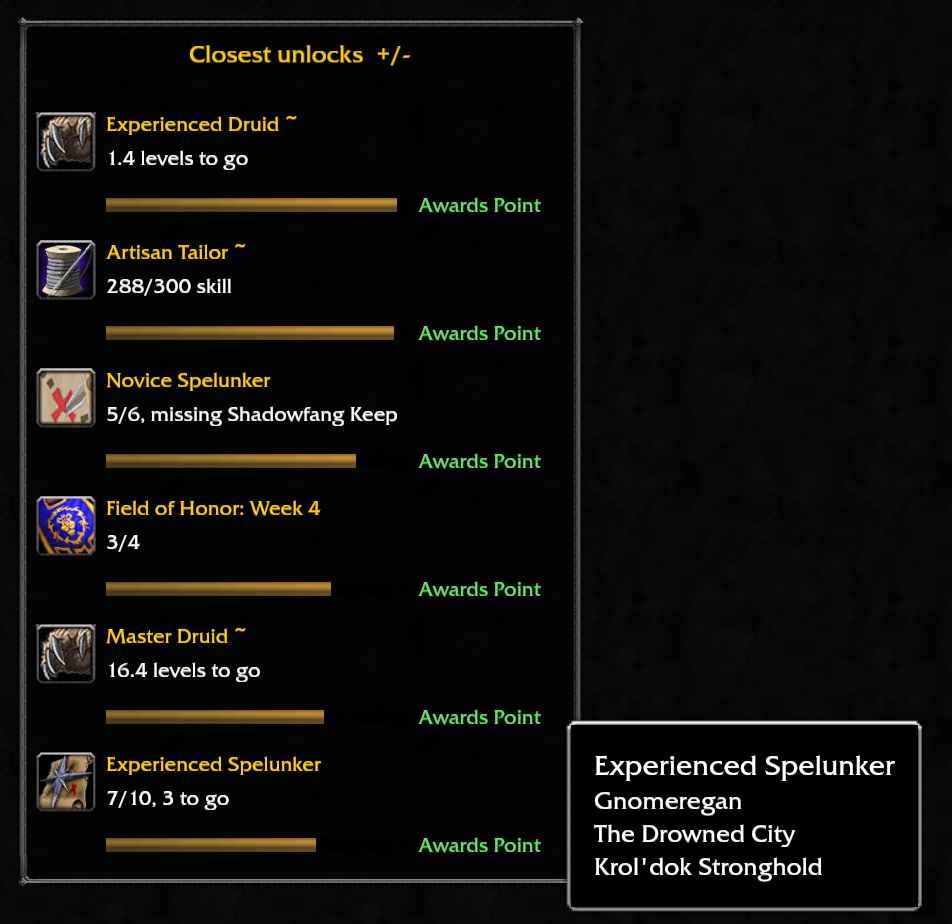 Closest unlocks +/-
Experienced Druid ~
1.4 levels to go
Awards Point
Artisan Tailor ~
288/300 skill
Awards Point
Novice Spelunker
5/6, missing Shadowfang Keep
Awards Point
Field of Honor: Week 4
3/4
Awards Point
Master Druid ~
16.4 levels to go
Awards Point
Experienced Spelunker
7/10, 3 to go
Awards Point
Experienced Spelunker
Gnomeregan
The Drowned City
Krol'dok Stronghold